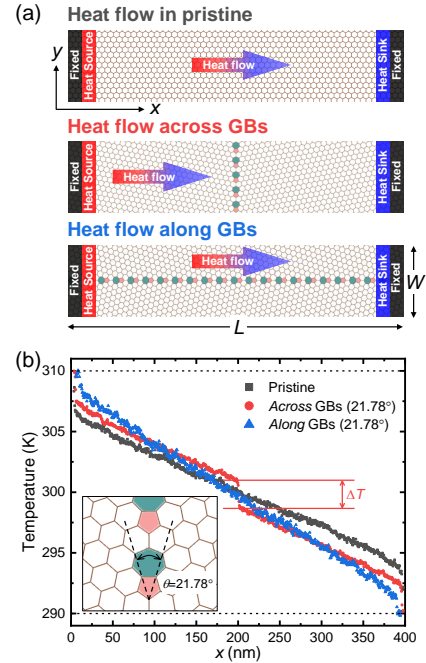 (a)
Heat flow in pristine
y
x
Fixed
Heat Source
Heat flow
Heat Sink
Fixed
Heat flow across GBs
Fixed
Heat Source
Heat flow
Heat Sink
Fixed
Heat flow along GBs
Fixed
Heat Source
Heat flow
Heat Sink
Fixed
W
L
(b)
310
305
300
295
290
Temperature (K)
Pristine
Across GBs (21.78°)
Along GBs (21.78°)
ΔT
θ=21.78°
0 50 100 150 200 250 300 350 400
x (nm)